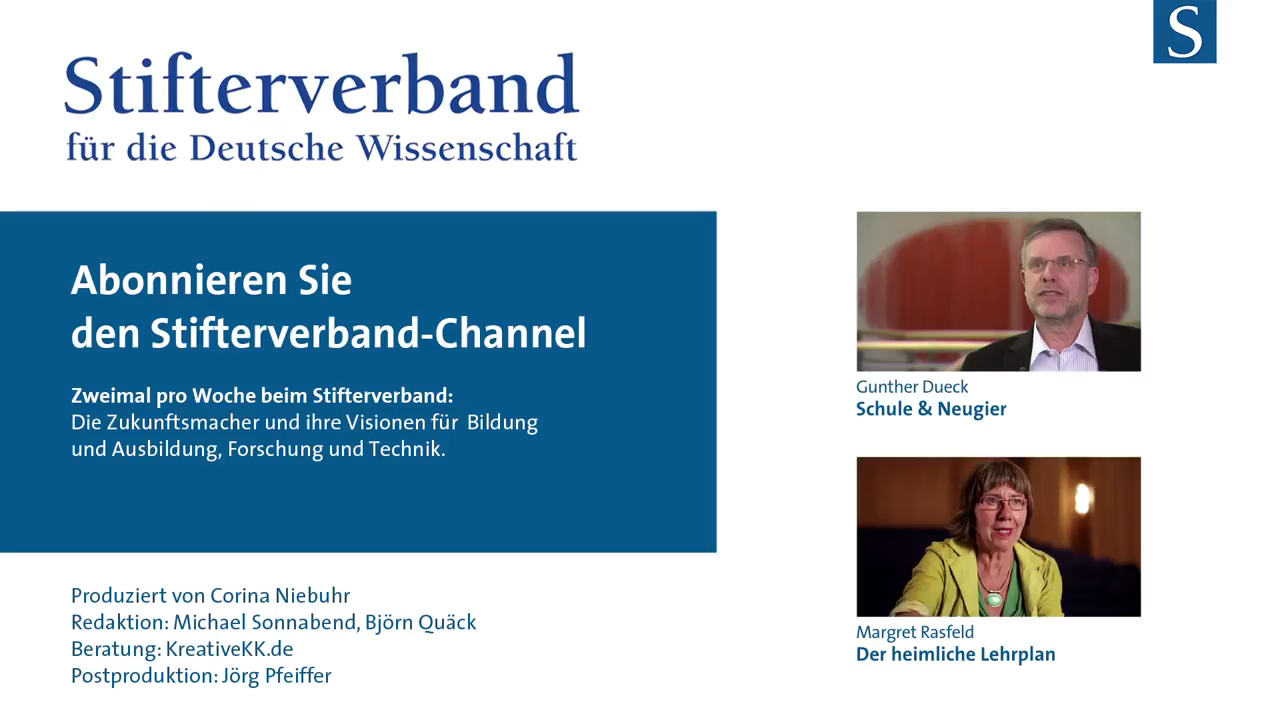 S
Stifterverband
für die Deutsche Wissenschaft
Abonnieren Sie
den Stifterverband-Channel
Zweimal pro Woche beim Stifterverband:
Die Zukunftsmacher und ihre Visionen für Bildung
und Ausbildung, Forschung und Technik.
Gunther Dueck
Schule & Neugier
Margret Rasfeld
Der heimliche Lehrplan
Produziert von Corina Niebuhr
Redaktion: Michael Sonnabend, Björn Quäck
Beratung: KreativeKK.de
Postproduktion: Jörg Pfeiffer